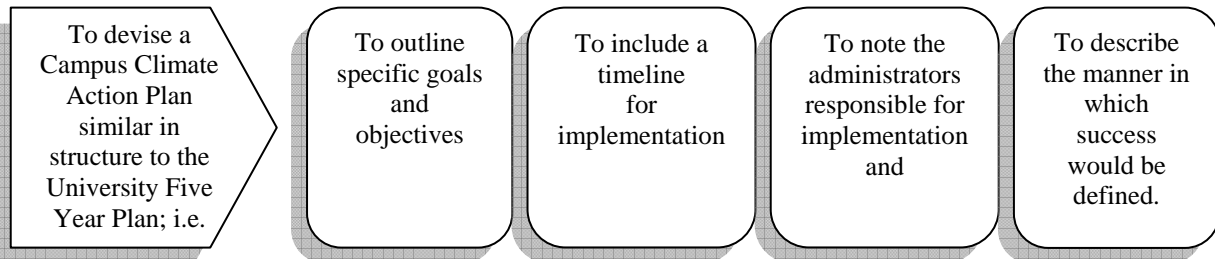 To devise a
Campus Climate
Action Plan
similar in
structure to the
University Five
Year Plan; i.e.
To outline
specific goals
and
objectives
To include a
timeline
for
implementation
To note the
administrators
responsible for
implementation
and
To describe
the manner in
which
success
would be
defined.